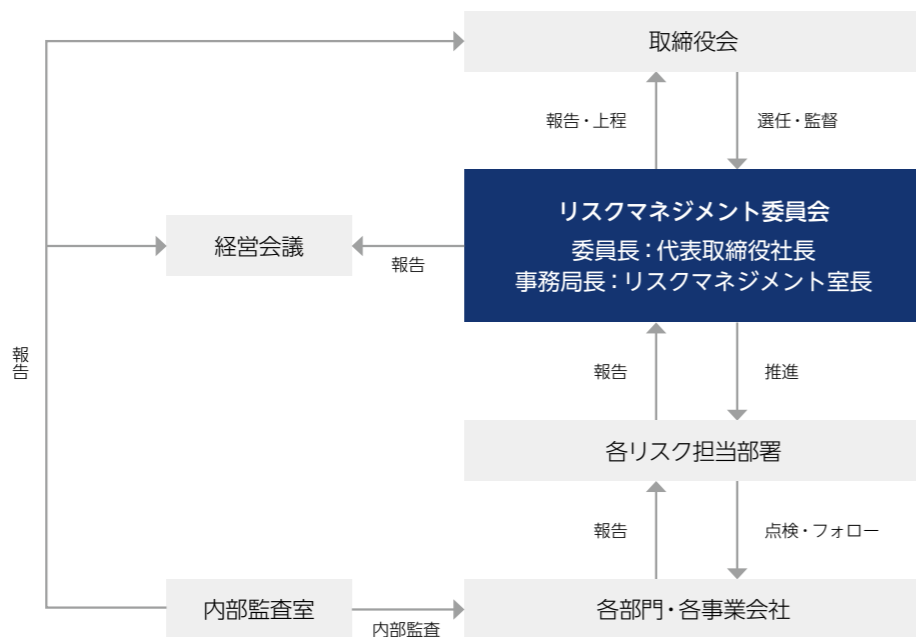 取締役会
報告・上程
選任・監督
リスクマネジメント委員会
委員長：代表取締役社長
事務局長：リスクマネジメント室長
経営会議
報告
報告
報告
推進
各リスク担当部署
報告
点検・フォロー
内部監査室
内部監査
各部門・各事業会社